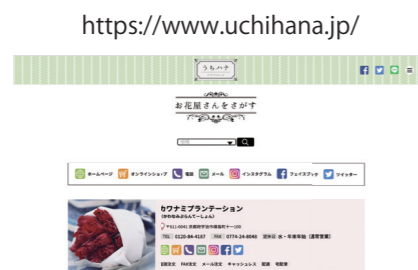 https://www.uchihana.jp/
うちハナ
お花屋さんをさがす
ホームページ オンラインショップ 電話 メール インスタグラム フェイスブック ツイッター
カワナミプランテーション
(かわなみぷらんてーしょん)
〒611-0041 京都府宇治市槇島町十一100
TEL 0120-84-4187 FAX 0774-24-8040 定休日 水・年末年始(通常営業)
電話注文 FAX注文 メール注文 キャッシュレス 配達 宅配便